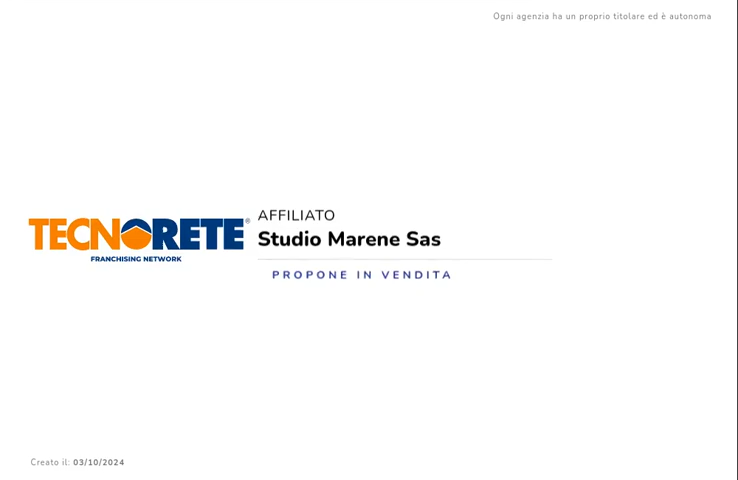 Ogni agenzia ha un proprio titolare ed è autonoma
TECNORETE®
FRANCHISING NETWORK
AFFILIATO
Studio Marene Sas
PROPONE IN VENDITA
Creato il: 03/10/2024